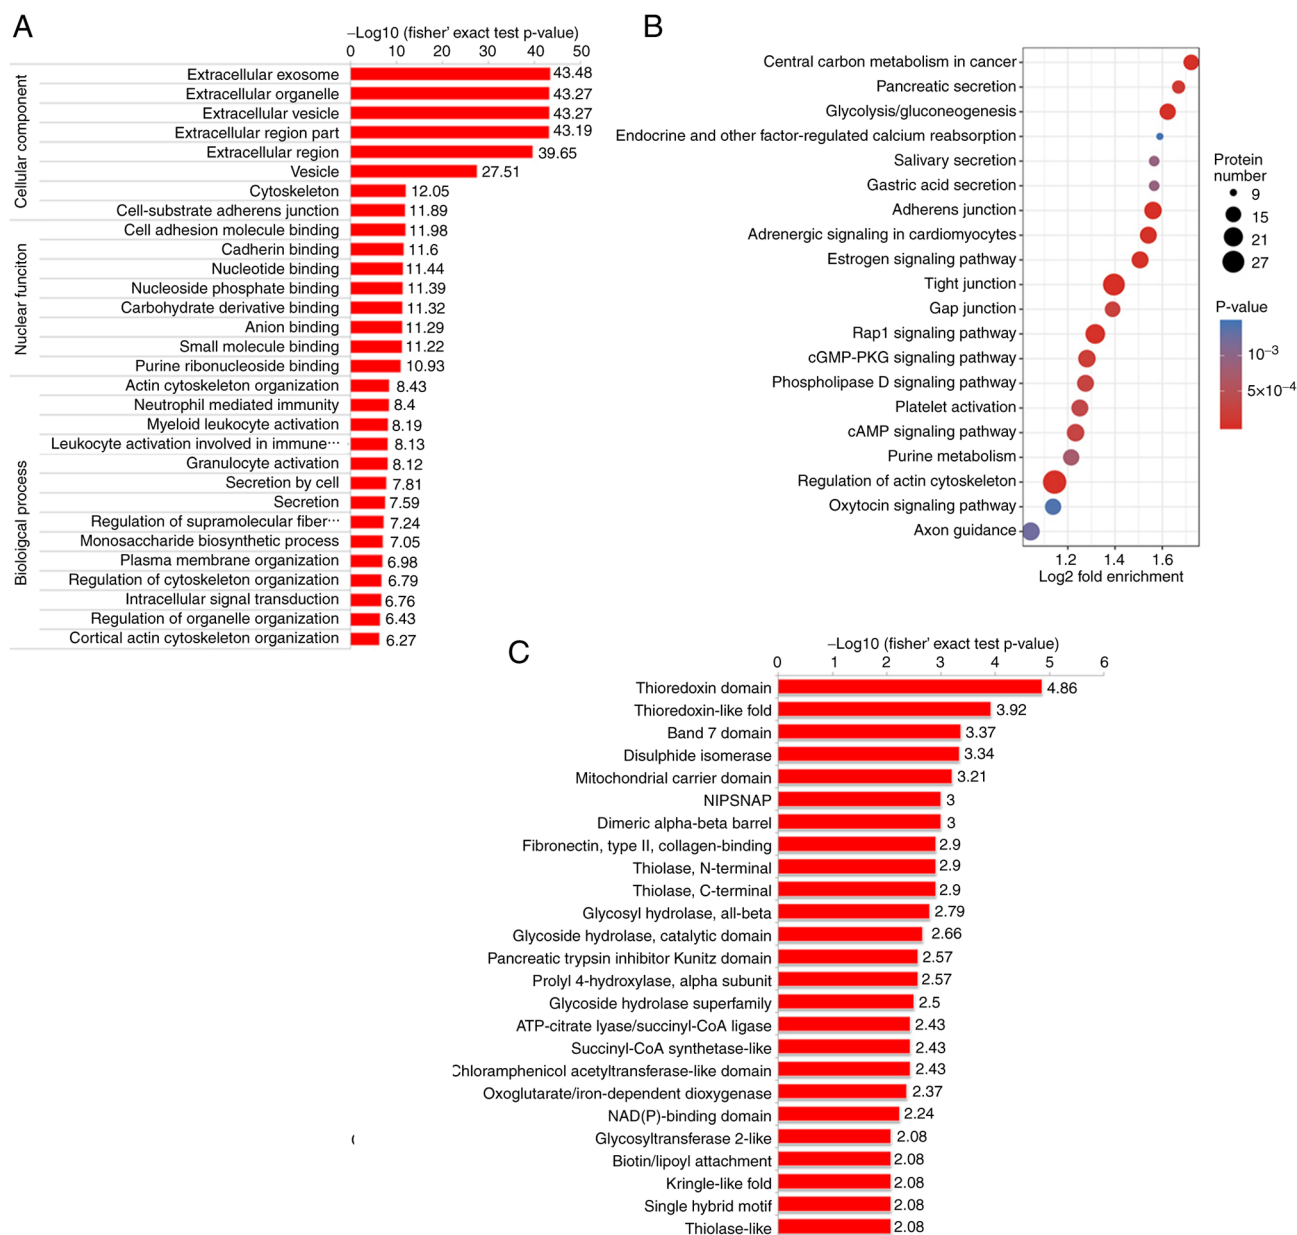 A
−Log10 (fisher' exact test p-value)
0 10 20 30 40 50
Cellular component
Extracellular exosome 43.48
Extracellular organelle 43.27
Extracellular vesicle 43.27
Extracellular region part 43.19
Extracellular region 39.65
Vesicle 27.51
Cytoskeleton 12.05
Cell-substrate adherens junction 11.89
Nuclear funciton
Cell adhesion molecule binding 11.98
Cadherin binding 11.6
Nucleotide binding 11.44
Nucleoside phosphate binding 11.39
Carbohydrate derivative binding 11.32
Anion binding 11.29
Small molecule binding 11.22
Purine ribonucleoside binding 10.93
Bioloigcal process
Actin cytoskeleton organization 8.43
Neutrophil mediated immunity 8.4
Myeloid leukocyte activation 8.19
Leukocyte activation involved in immune··· 8.13
Granulocyte activation 8.12
Secretion by cell 7.81
Secretion 7.59
Regulation of supramolecular fiber··· 7.24
Monosaccharide biosynthetic process 7.05
Plasma membrane organization 6.98
Regulation of cytoskeleton organization 6.79
Intracellular signal transduction 6.76
Regulation of organelle organization 6.43
Cortical actin cytoskeleton organization 6.27
B
Central carbon metabolism in cancer
Pancreatic secretion
Glycolysis/gluconeogenesis
Endocrine and other factor-regulated calcium reabsorption
Salivary secretion
Gastric acid secretion
Adherens junction
Adrenergic signaling in cardiomyocytes
Estrogen signaling pathway
Tight junction
Gap junction
Rap1 signaling pathway
cGMP-PKG signaling pathway
Phospholipase D signaling pathway
Platelet activation
cAMP signaling pathway
Purine metabolism
Regulation of actin cytoskeleton
Oxytocin signaling pathway
Axon guidance
1.2 1.4 1.6
Log2 fold enrichment
Protein
number
9
15
21
27
P-value
10⁻³
5×10⁻⁴
C
−Log10 (fisher' exact test p-value)
0 1 2 3 4 5 6
Thioredoxin domain 4.86
Thioredoxin-like fold 3.92
Band 7 domain 3.37
Disulphide isomerase 3.34
Mitochondrial carrier domain 3.21
NIPSNAP 3
Dimeric alpha-beta barrel 3
Fibronectin, type II, collagen-binding 2.9
Thiolase, N-terminal 2.9
Thiolase, C-terminal 2.9
Glycosyl hydrolase, all-beta 2.79
Glycoside hydrolase, catalytic domain 2.66
Pancreatic trypsin inhibitor Kunitz domain 2.57
Prolyl 4-hydroxylase, alpha subunit 2.57
Glycoside hydrolase superfamily 2.5
ATP-citrate lyase/succinyl-CoA ligase 2.43
Succinyl-CoA synthetase-like 2.43
Chloramphenicol acetyltransferase-like domain 2.43
Oxoglutarate/iron-dependent dioxygenase 2.37
NAD(P)-binding domain 2.24
Glycosyltransferase 2-like 2.08
Biotin/lipoyl attachment 2.08
Kringle-like fold 2.08
Single hybrid motif 2.08
Thiolase-like 2.08